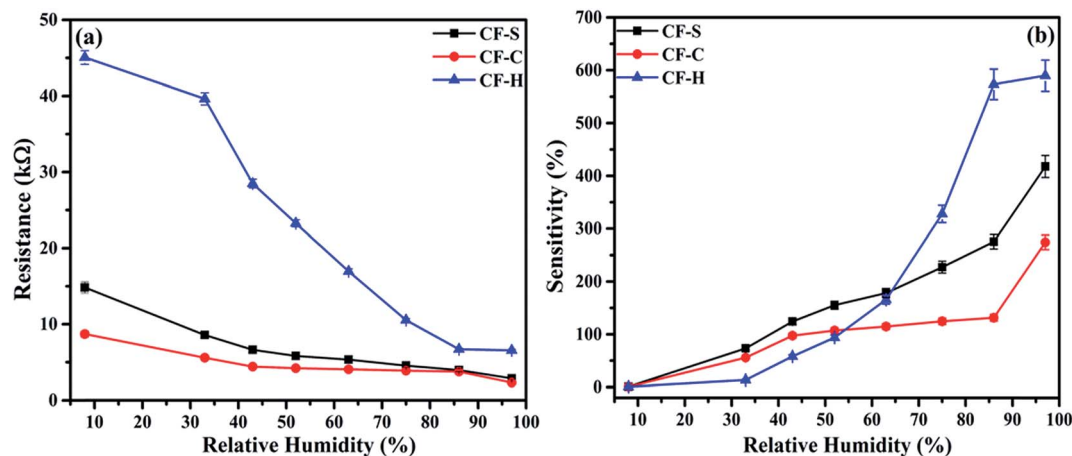 (a)
CF-S
CF-C
CF-H
50
40
30
20
10
0
Resistance (kΩ)
10 20 30 40 50 60 70 80 90 100
Relative Humidity (%)
(b)
CF-S
CF-C
CF-H
700
600
500
400
300
200
100
0
Sensitivity (%)
10 20 30 40 50 60 70 80 90 100
Relative Humidity (%)